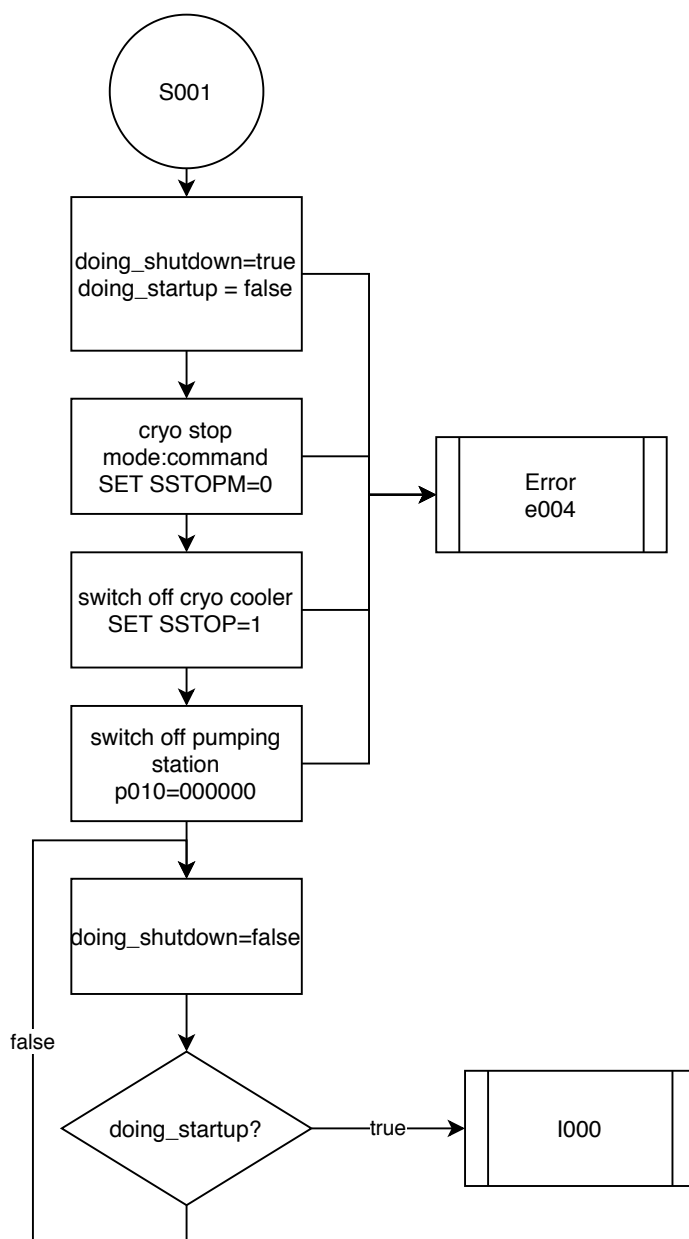 S001
doing_shutdown=true
doing_startup = false
cryo stop
mode:command
SET SSTOPM=0
Error
e004
switch off cryo cooler
SET SSTOP=1
switch off pumping
station
p010=000000
doing_shutdown=false
false
doing_startup?
true
I000